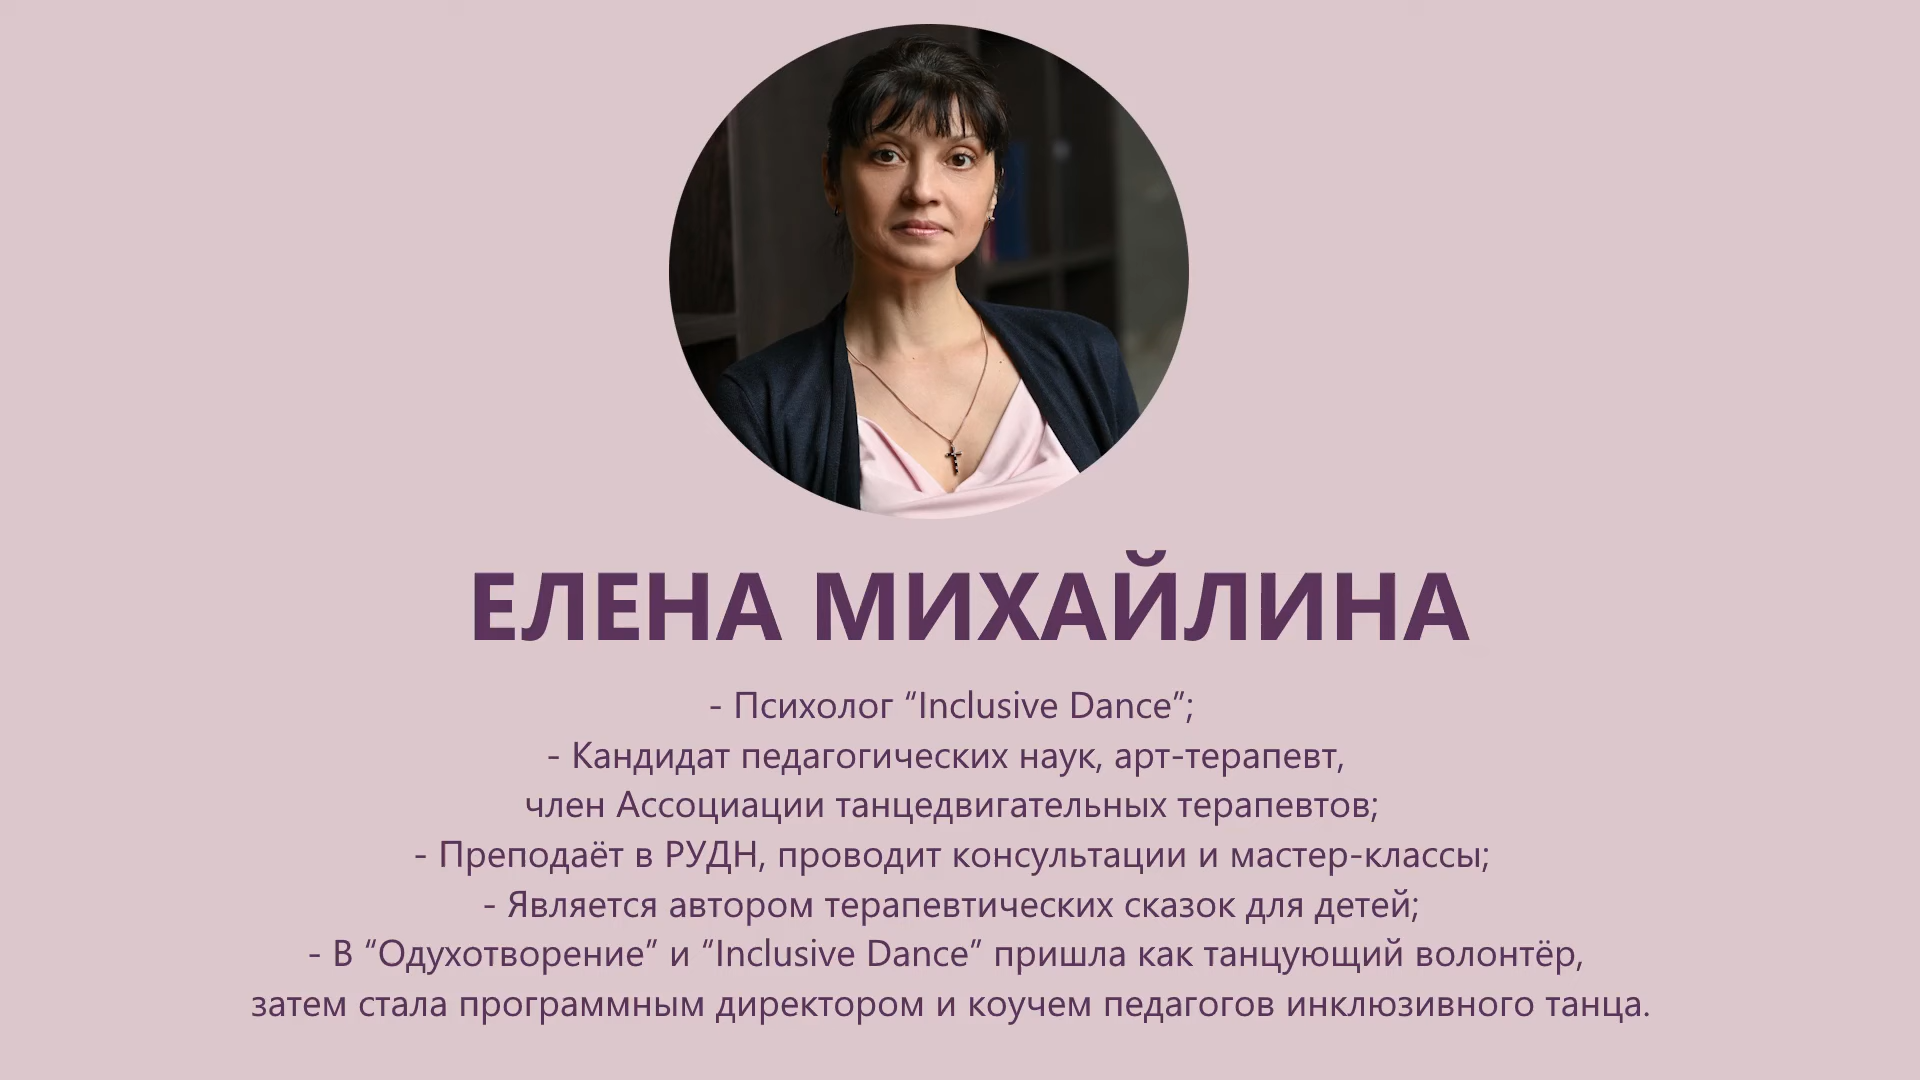 ЕЛЕНА МИХАЙЛИНА
- Психолог “Inclusive Dance”;
- Кандидат педагогических наук, арт-терапевт,
член Ассоциации танцедвигательных терапевтов;
- Преподаёт в РУДН, проводит консультации и мастер-классы;
- Является автором терапевтических сказок для детей;
- В “Одухотворение” и “Inclusive Dance” пришла как танцующий волонтёр,
затем стала программным директором и коучем педагогов инклюзивного танца.